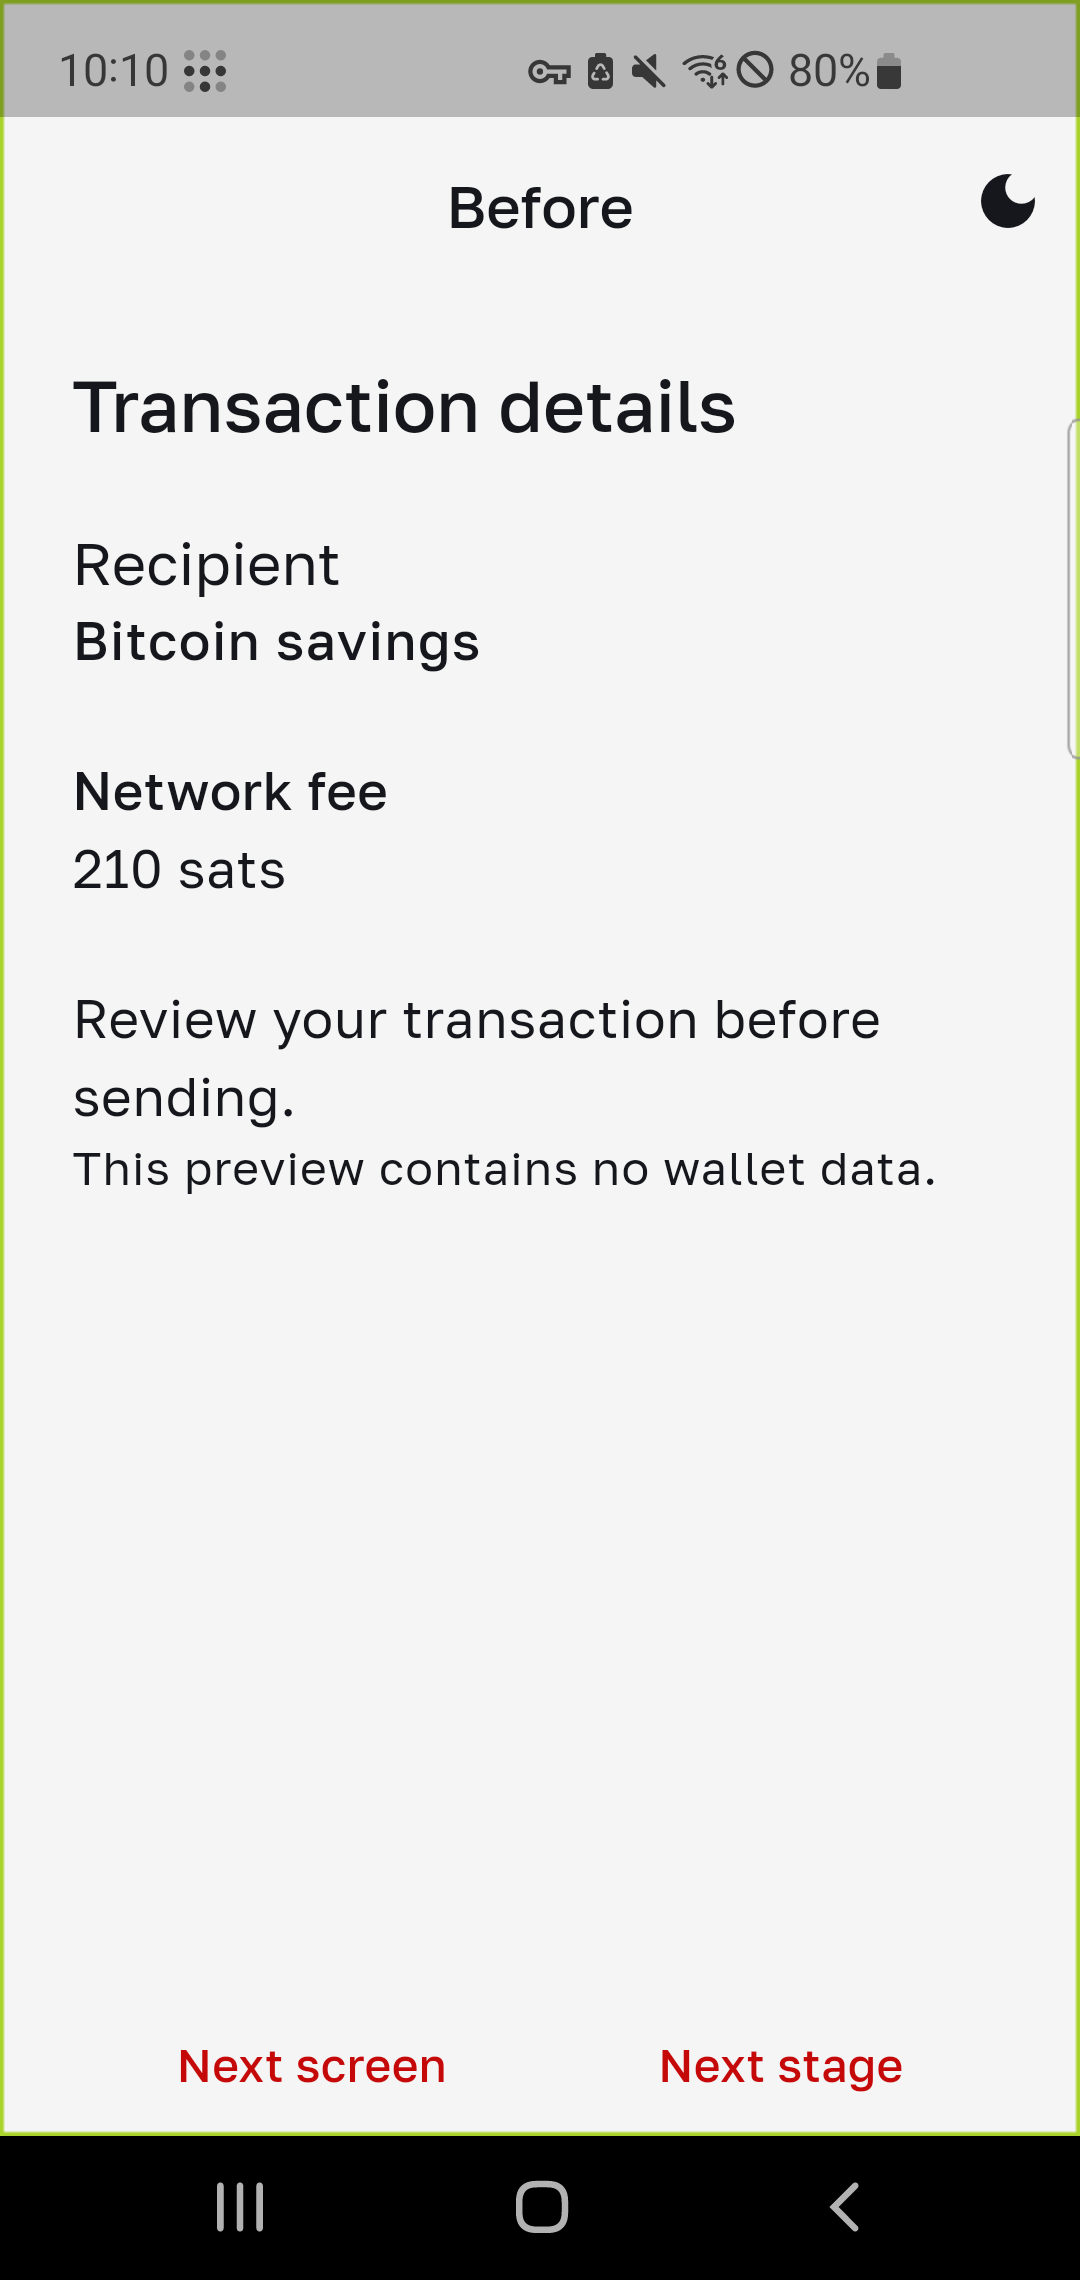 10:10 80%
Before
Transaction details
Recipient
Bitcoin savings
Network fee
210 sats
Review your transaction before
sending.
This preview contains no wallet data.
Next screen Next stage